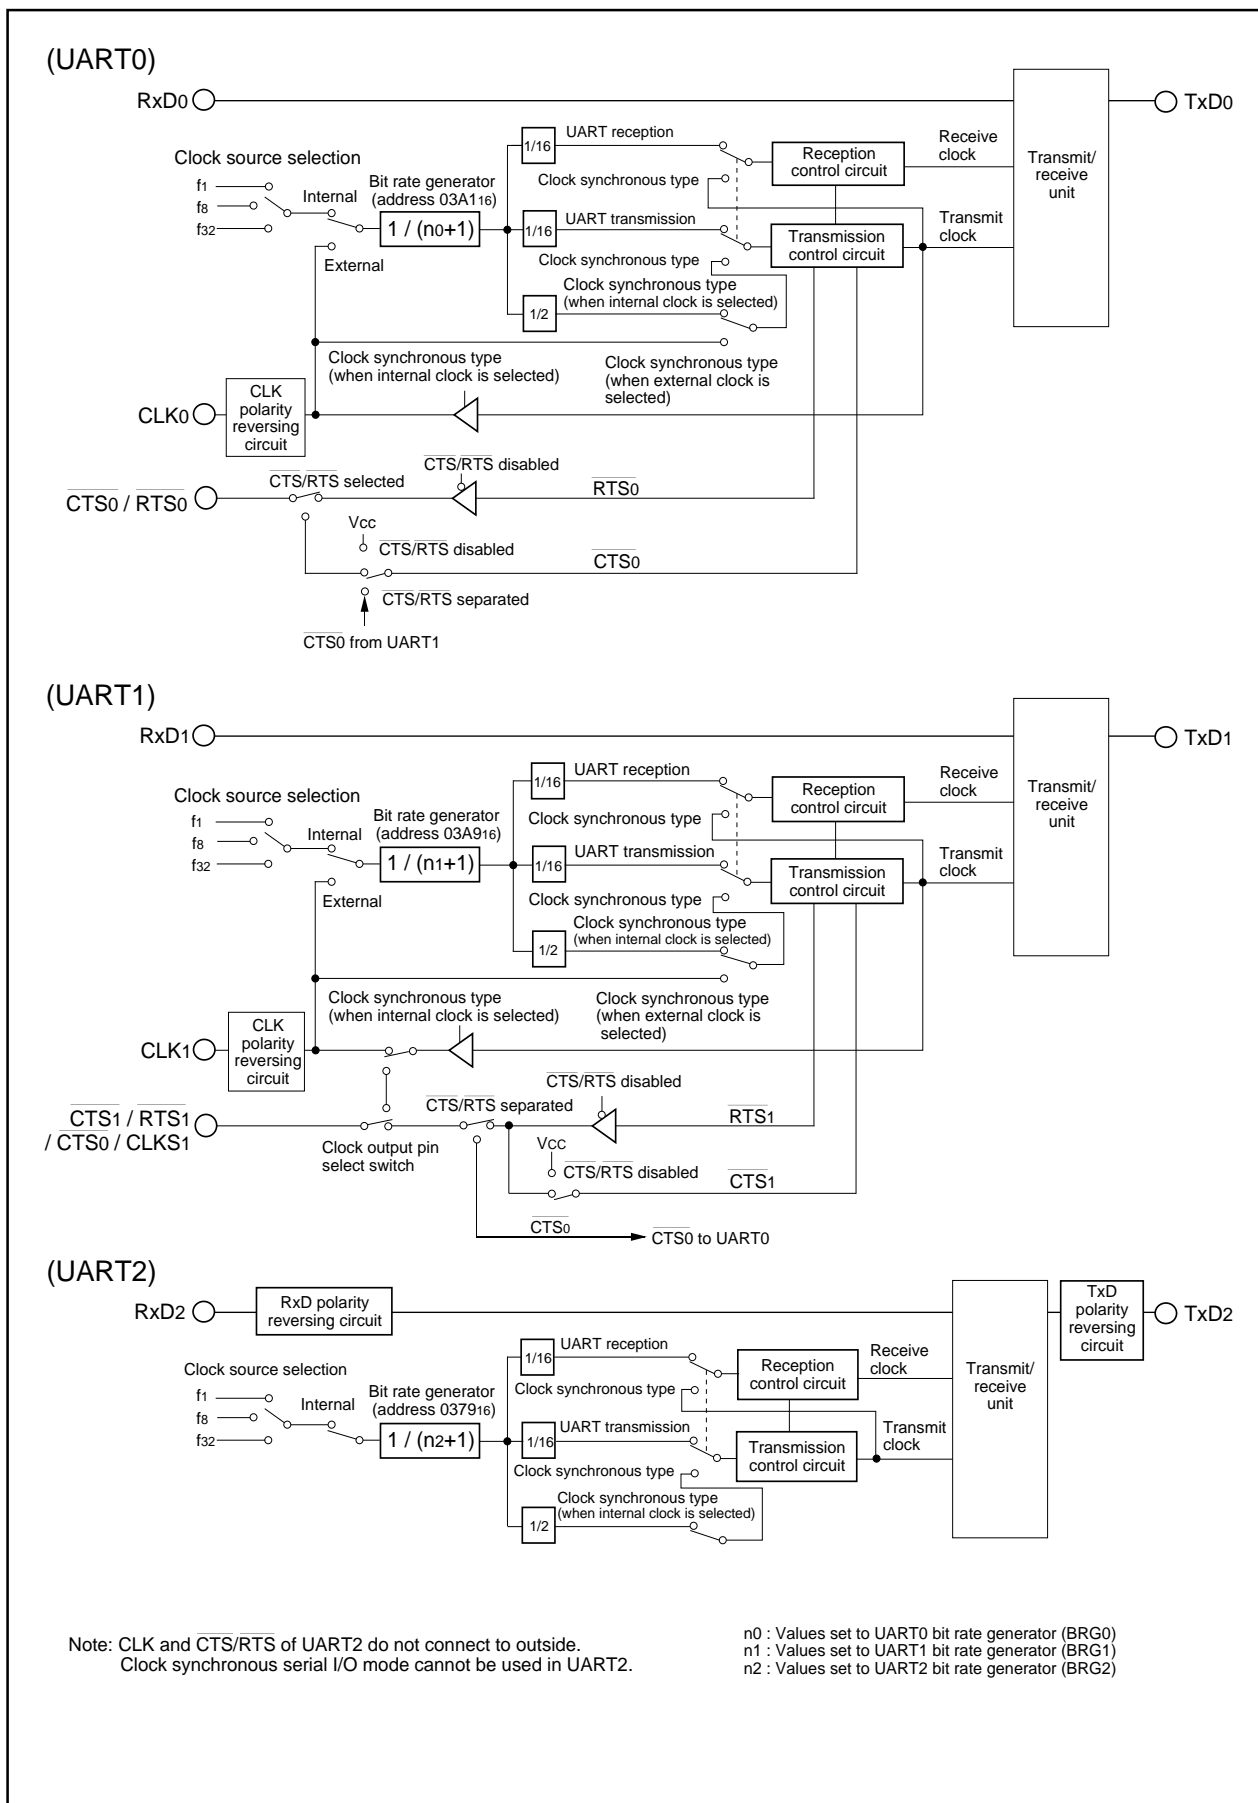 (UART0)
RxD0
TxD0
UART reception
1/16
Reception
control circuit
Receive
clock
Transmit/
receive
unit
Clock source selection
Clock synchronous type
f1
f8
f32
Internal
External
Bit rate generator
(address 03A116)
1 / (n0+1)
UART transmission
1/16
Transmission
control circuit
Transmit
clock
Clock synchronous type
Clock synchronous type
(when internal clock is selected)
1/2
Clock synchronous type
(when internal clock is selected)
Clock synchronous type
(when external clock is
selected)
CLK0
CLK
polarity
reversing
circuit
CTS/RTS disabled
CTS/RTS selected
CTS0 / RTS0
RTS0
Vcc
CTS/RTS disabled
CTS0
CTS/RTS separated
CTS0 from UART1
(UART1)
RxD1
TxD1
UART reception
1/16
Reception
control circuit
Receive
clock
Transmit/
receive
unit
Clock source selection
Clock synchronous type
f1
f8
f32
Internal
External
Bit rate generator
(address 03A916)
1 / (n1+1)
UART transmission
1/16
Transmission
control circuit
Transmit
clock
Clock synchronous type
Clock synchronous type
(when internal clock is selected)
1/2
Clock synchronous type
(when internal clock is selected)
Clock synchronous type
(when external clock is
selected)
CLK1
CLK
polarity
reversing
circuit
CTS/RTS disabled
CTS/RTS separated
CTS1 / RTS1
/ CTS0 / CLKS1
RTS1
Clock output pin
select switch
VCC
CTS/RTS disabled
CTS1
CTS0
CTS0 to UART0
(UART2)
RxD2
RxD polarity
reversing circuit
TxD
polarity
reversing
circuit
TxD2
UART reception
1/16
Reception
control circuit
Receive
clock
Transmit/
receive
unit
Clock source selection
Clock synchronous type
f1
f8
f32
Internal
Bit rate generator
(address 037916)
1 / (n2+1)
UART transmission
1/16
Transmission
control circuit
Transmit
clock
Clock synchronous type
Clock synchronous type
(when internal clock is selected)
1/2
Note: CLK and CTS/RTS of UART2 do not connect to outside.
Clock synchronous serial I/O mode cannot be used in UART2.
n0 : Values set to UART0 bit rate generator (BRG0)
n1 : Values set to UART1 bit rate generator (BRG1)
n2 : Values set to UART2 bit rate generator (BRG2)